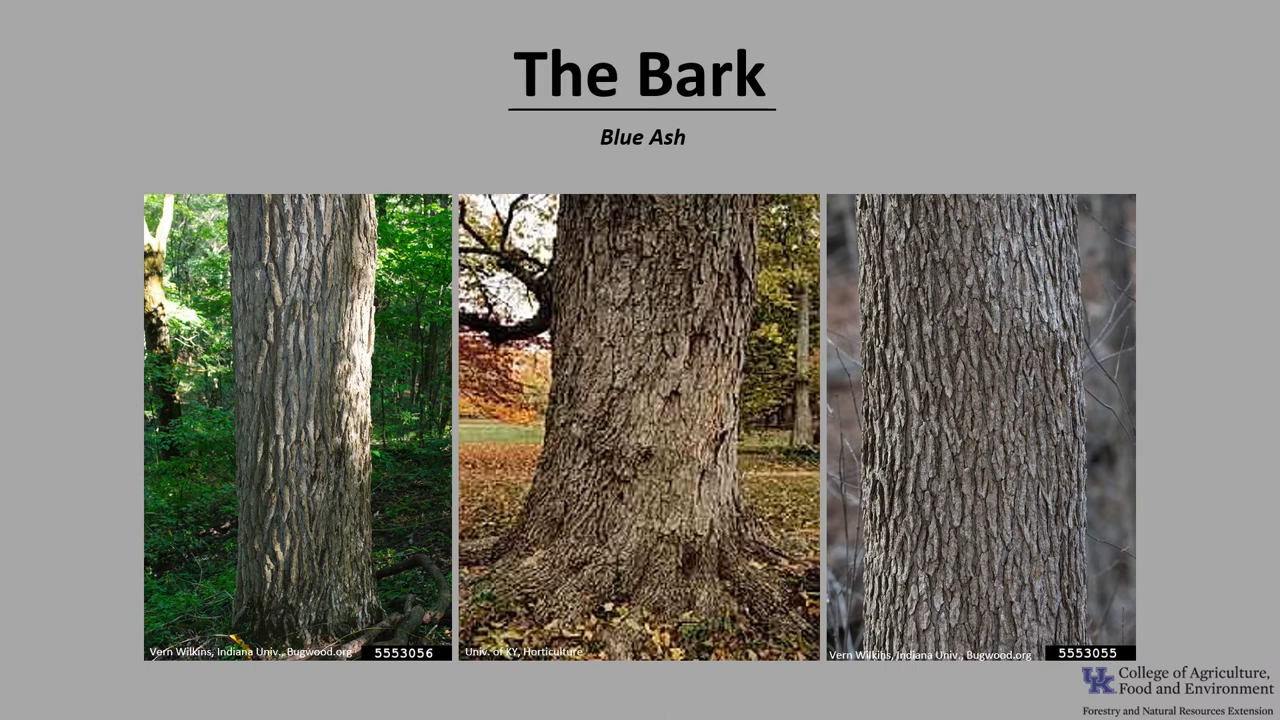 The Bark
Blue Ash
Vern Wilkins, Indiana Univ., Bugwood.org
5553056
Univ. of KY, Horticulture
Vern Wilkins, Indiana Univ., Bugwood.org
5553055
UK
College of Agriculture,
Food and Environment
Forestry and Natural Resources Extension